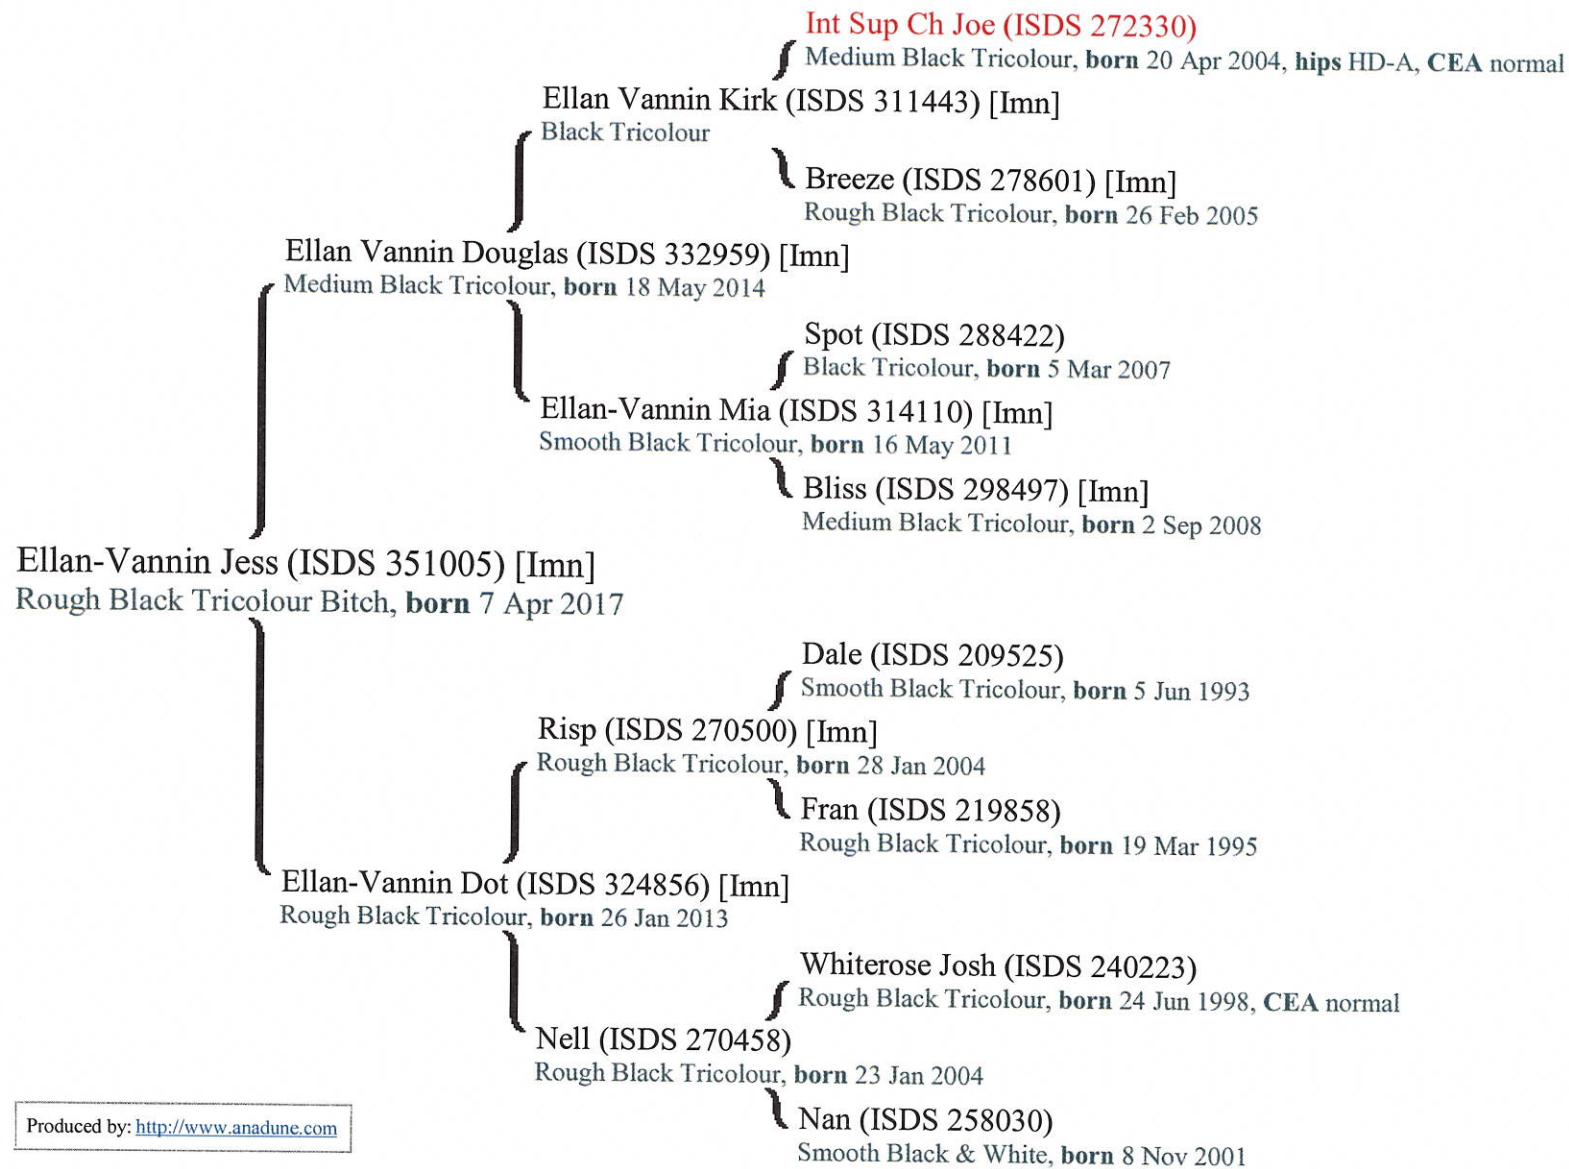 Int Sup Ch Joe (ISDS 272330)
Medium Black Tricolour, born 20 Apr 2004, hips HD-A, CEA normal
Ellan Vannin Kirk (ISDS 311443) [Imn]
Black Tricolour
Breeze (ISDS 278601) [Imn]
Rough Black Tricolour, born 26 Feb 2005
Ellan Vannin Douglas (ISDS 332959) [Imn]
Medium Black Tricolour, born 18 May 2014
Spot (ISDS 288422)
Black Tricolour, born 5 Mar 2007
Ellan-Vannin Mia (ISDS 314110) [Imn]
Smooth Black Tricolour, born 16 May 2011
Bliss (ISDS 298497) [Imn]
Medium Black Tricolour, born 2 Sep 2008
Ellan-Vannin Jess (ISDS 351005) [Imn]
Rough Black Tricolour Bitch, born 7 Apr 2017
Dale (ISDS 209525)
Smooth Black Tricolour, born 5 Jun 1993
Risp (ISDS 270500) [Imn]
Rough Black Tricolour, born 28 Jan 2004
Fran (ISDS 219858)
Rough Black Tricolour, born 19 Mar 1995
Ellan-Vannin Dot (ISDS 324856) [Imn]
Rough Black Tricolour, born 26 Jan 2013
Whiterose Josh (ISDS 240223)
Rough Black Tricolour, born 24 Jun 1998, CEA normal
Nell (ISDS 270458)
Rough Black Tricolour, born 23 Jan 2004
Nan (ISDS 258030)
Smooth Black & White, born 8 Nov 2001
Produced by: http://www.anadune.com